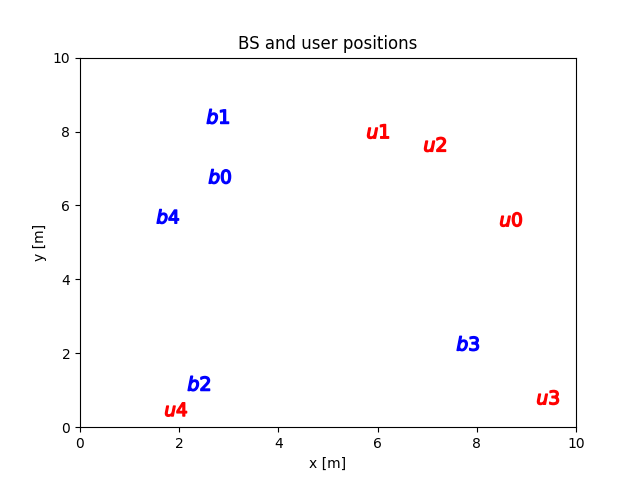 BS and user positions
10
b1
u1
8
u2
b0
6
b4
u0
y [m]
4
b3
2
b2
u3
u4
0
0 2 4 6 8 10
x [m]